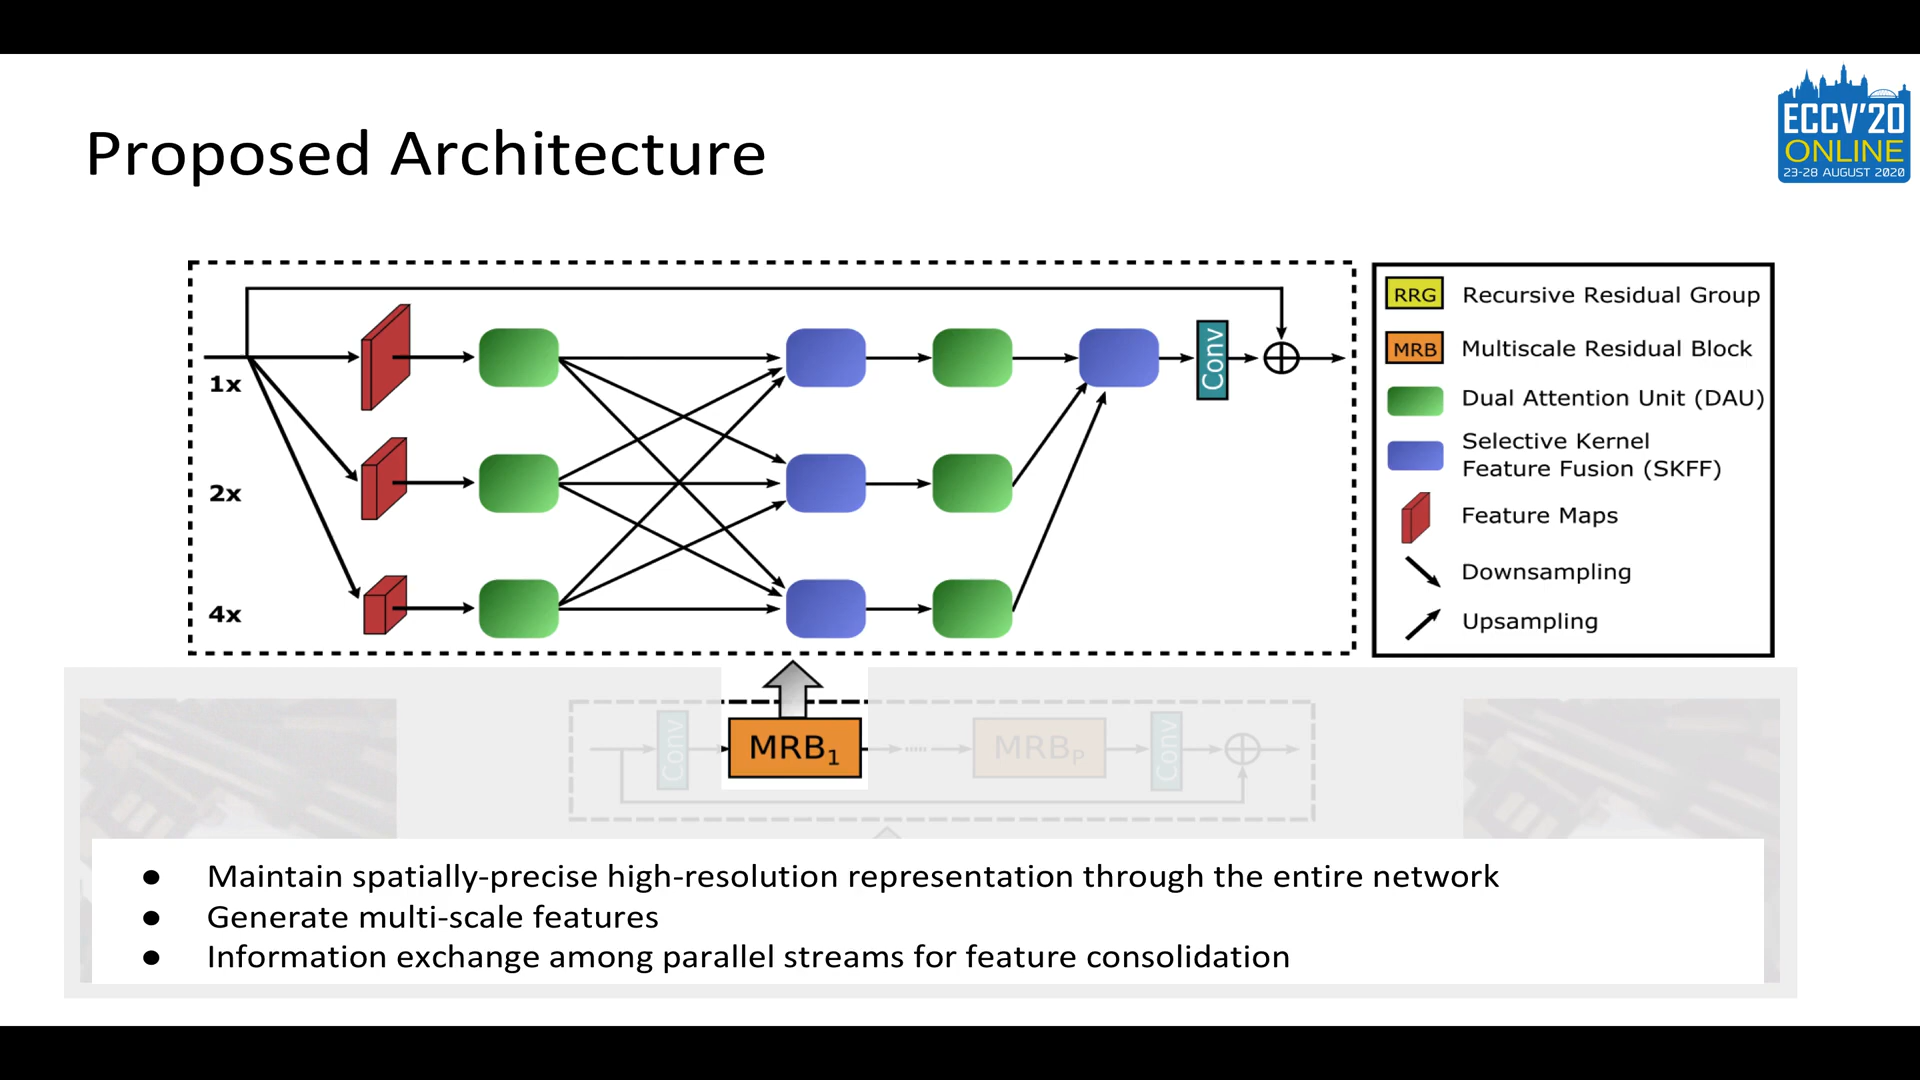 ECCV'20
ONLINE
23-28 AUGUST 2020
Proposed Architecture
1x
2x
4x
Conv
RRG Recursive Residual Group
MRB Multiscale Residual Block
Dual Attention Unit (DAU)
Selective Kernel
Feature Fusion (SKFF)
Feature Maps
Downsampling
Upsampling
Conv
MRB1
MRBP
Conv
● Maintain spatially-precise high-resolution representation through the entire network
● Generate multi-scale features
● Information exchange among parallel streams for feature consolidation